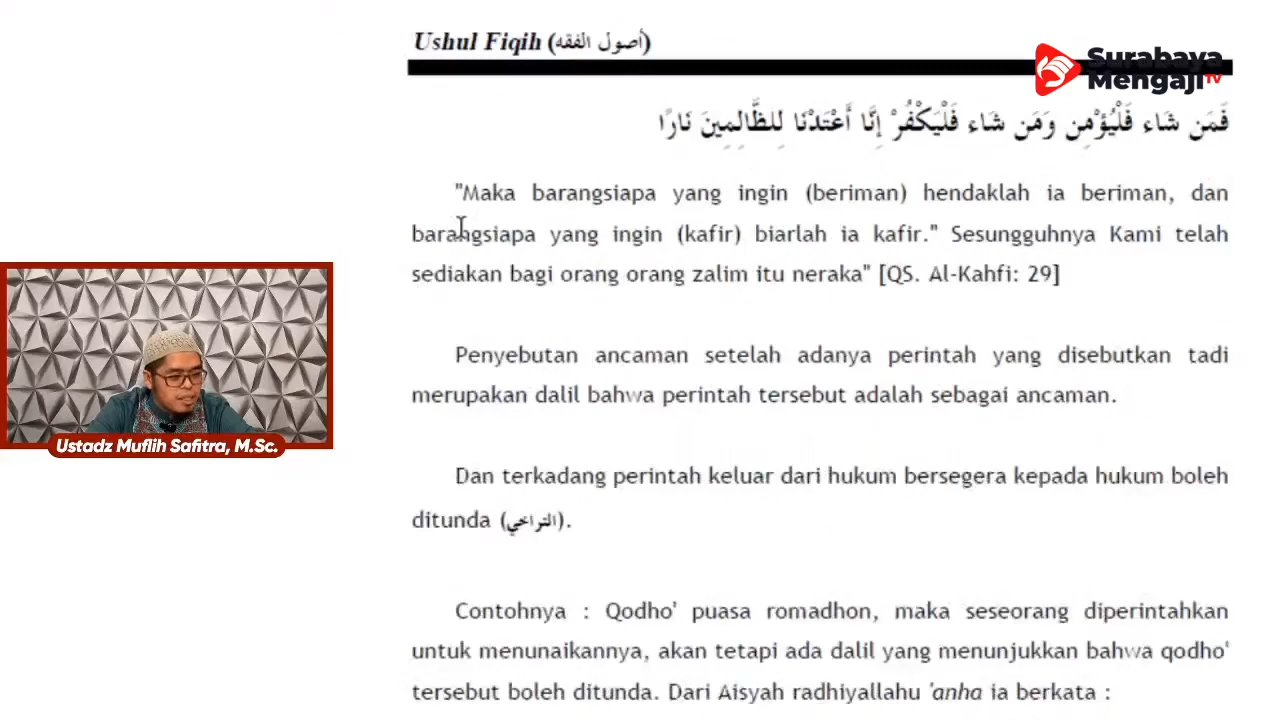 Ushul Fiqih (أصول الفقه)
Surabaya
Mengaji TV
فَمَن شَاء فَلْيُؤْمِن وَمَن شَاء فَلْيَكْفُرْ إِنَّا أَعْتَدْنَا لِلظَّالِمِينَ نَارًا
"Maka barangsiapa yang ingin (beriman) hendaklah ia beriman, dan
barangsiapa yang ingin (kafir) biarlah ia kafir." Sesungguhnya Kami telah
sediakan bagi orang orang zalim itu neraka" [QS. Al-Kahfi: 29]
Penyebutan ancaman setelah adanya perintah yang disebutkan tadi
merupakan dalil bahwa perintah tersebut adalah sebagai ancaman.
Ustadz Muflih Safitra, M.Sc.
Dan terkadang perintah keluar dari hukum bersegera kepada hukum boleh
ditunda (التراخي).
Contohnya : Qodho' puasa romadhon, maka seseorang diperintahkan
untuk menunaikannya, akan tetapi ada dalil yang menunjukkan bahwa qodho'
tersebut boleh ditunda. Dari Aisyah radhiyallahu 'anha ia berkata :